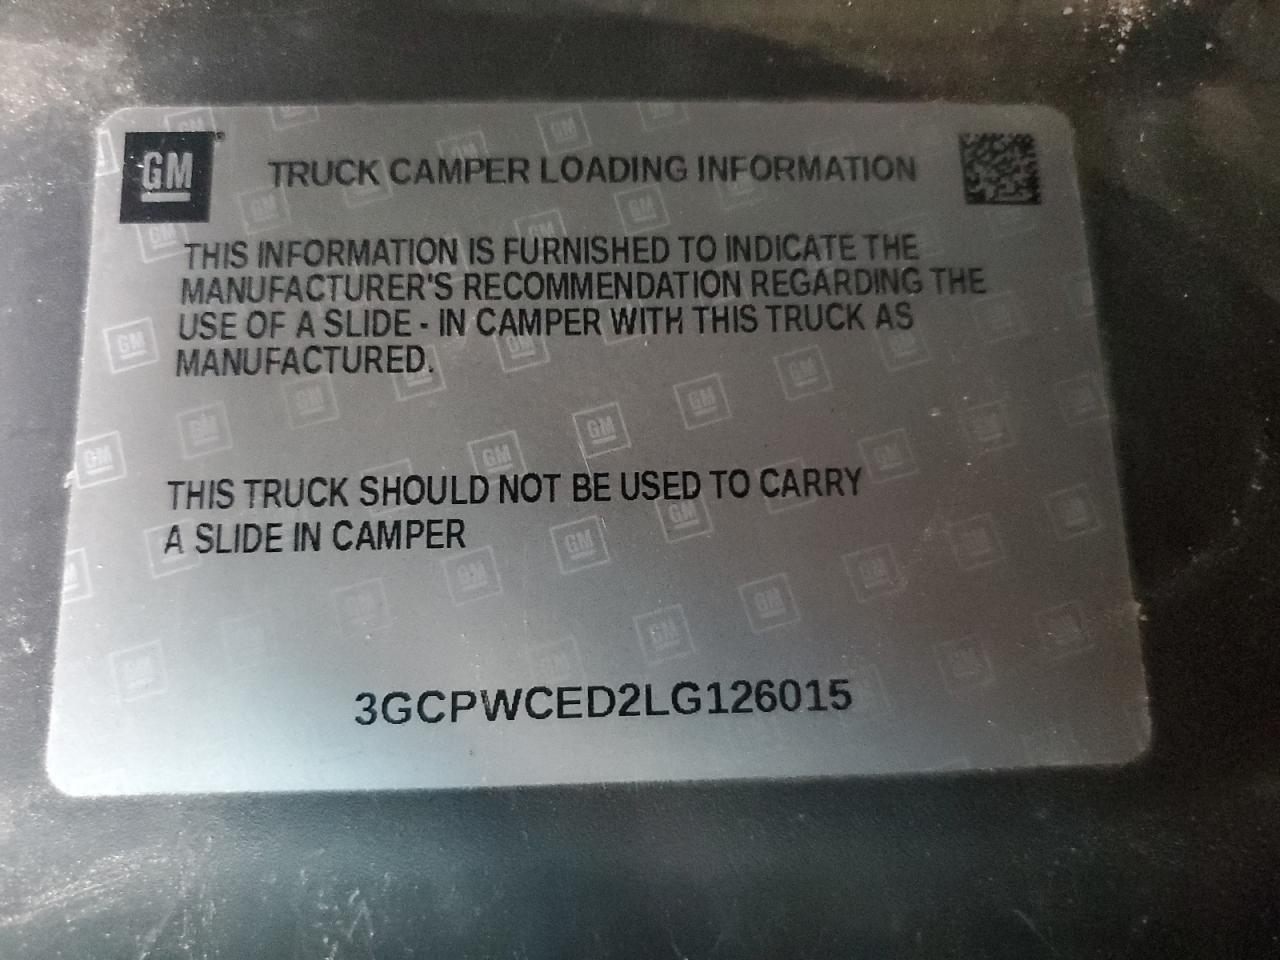 GM
TRUCK CAMPER LOADING INFORMATION
THIS INFORMATION IS FURNISHED TO INDICATE THE
MANUFACTURER'S RECOMMENDATION REGARDING THE
USE OF A SLIDE - IN CAMPER WITH THIS TRUCK AS
MANUFACTURED.
THIS TRUCK SHOULD NOT BE USED TO CARRY
A SLIDE IN CAMPER
3GCPWCED2LG126015